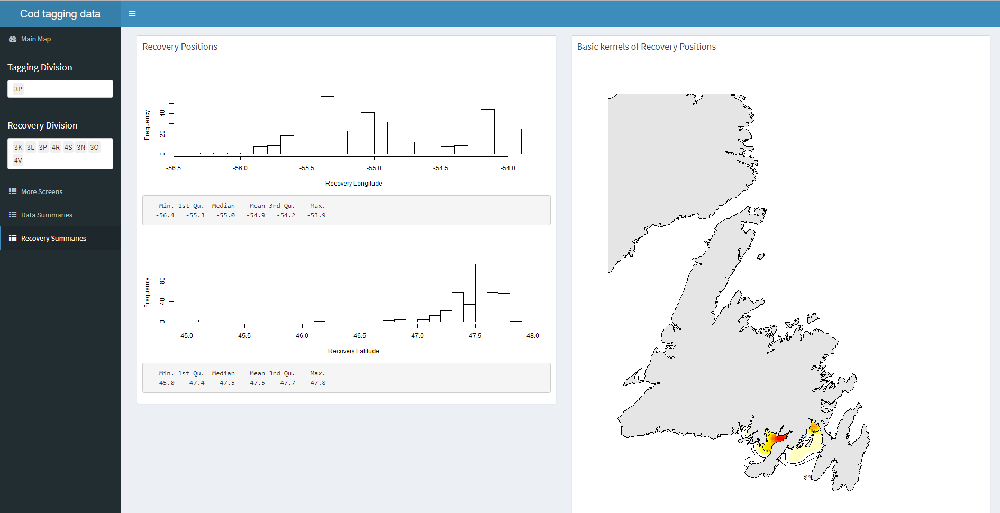 Cod tagging data
Main Map
Tagging Division
3P
Recovery Division
3K 3L 3P 4R 4S 3N 3O
4V
More Screens
Data Summaries
Recovery Summaries
Recovery Positions
Frequency
0 20 40
-56.5 -56.0 -55.5 -55.0 -54.5 -54.0
Recovery Longitude
Min. 1st Qu. Median Mean 3rd Qu. Max.
-56.4 -55.3 -55.0 -54.9 -54.2 -53.9
Frequency
0 40 80
45.0 45.5 46.0 46.5 47.0 47.5 48.0
Recovery Latitude
Min. 1st Qu. Median Mean 3rd Qu. Max.
45.0 47.4 47.5 47.5 47.7 47.8
Basic kernels of Recovery Positions